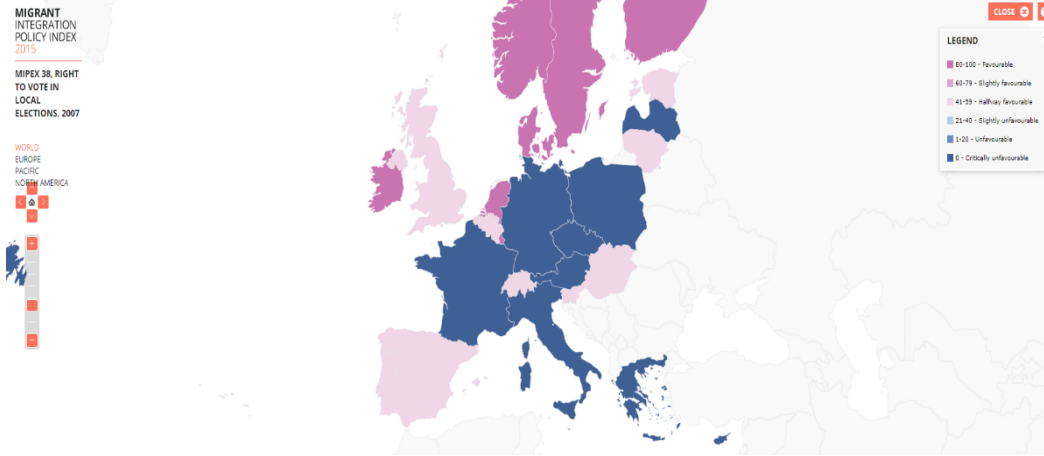 MIGRANT
INTEGRATION
POLICY INDEX
2015
MIPEX 38, RIGHT
TO VOTE IN
LOCAL
ELECTIONS, 2007
WORLD
EUROPE
PACIFIC
NORTH AMERICA
CLOSE
LEGEND
80-100 - Favourable
60-79 - Slightly favourable
41-59 - Halfway favourable
21-40 - Slightly unfavourable
1-20 - Unfavourable
0 - Critically unfavourable